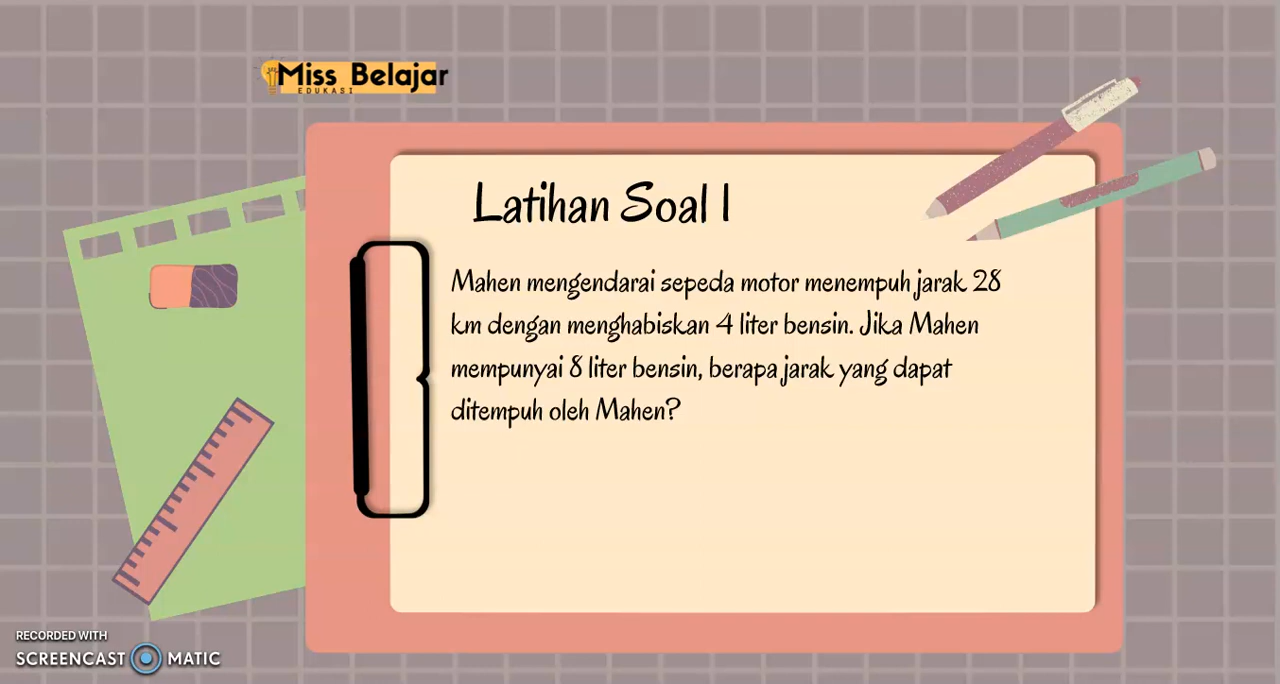 Miss Belajar
EDUKASI
Latihan Soal 1
Mahen mengendarai sepeda motor menempuh jarak 28
km dengan menghabiskan 4 liter bensin. Jika Mahen
mempunyai 8 liter bensin, berapa jarak yang dapat
ditempuh oleh Mahen?
RECORDED WITH
SCREENCAST MATIC